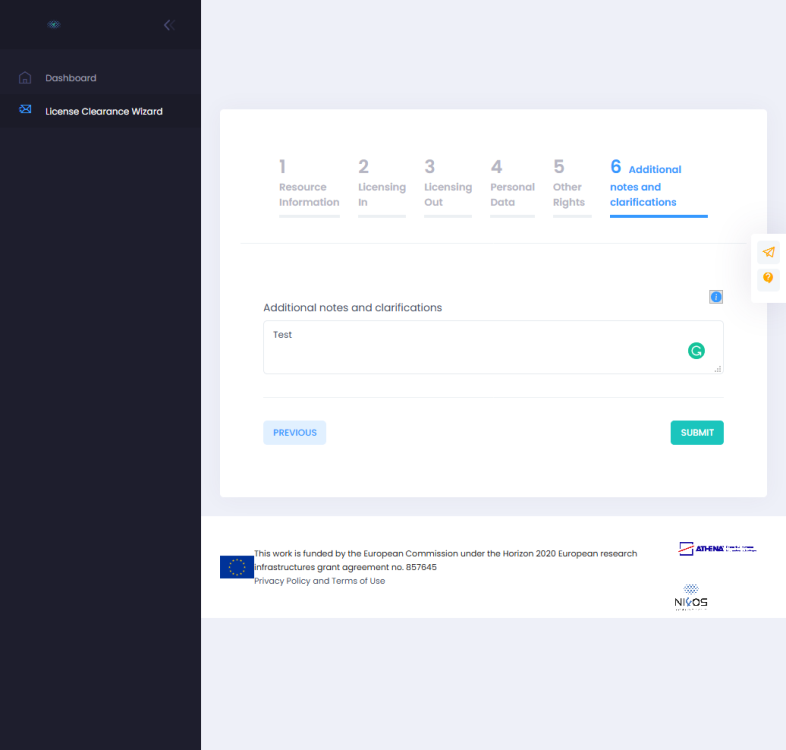 Dashboard
License Clearance Wizard
1
Resource
Information
2
Licensing
In
3
Licensing
Out
4
Personal
Data
5
Other
Rights
6 Additional
notes and
clarifications
Additional notes and clarifications
Test
PREVIOUS
SUBMIT
This work is funded by the European Commission under the Horizon 2020 European research
infrastructures grant agreement no. 857645
Privacy Policy and Terms of Use
ATHENA
NI4OS